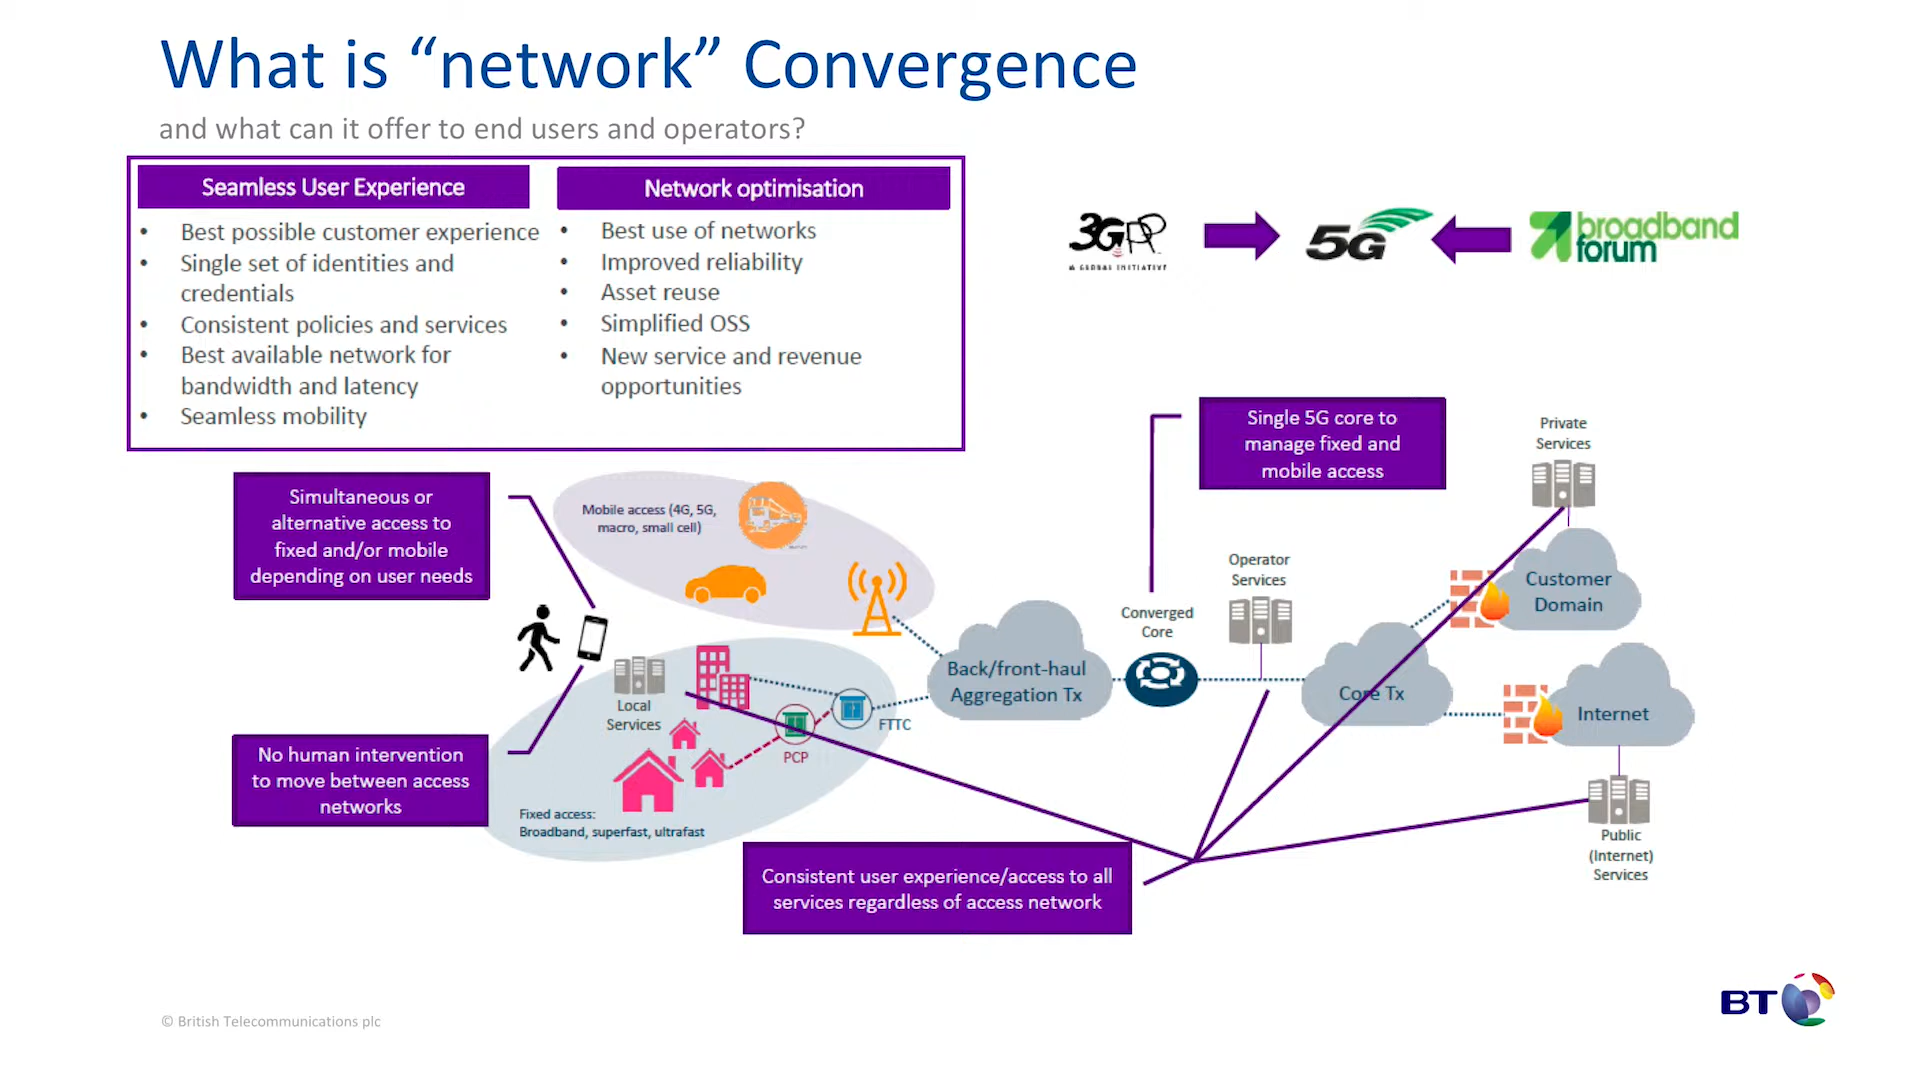 What is “network” Convergence
and what can it offer to end users and operators?
Seamless User Experience
• Best possible customer experience
• Single set of identities and
credentials
• Consistent policies and services
• Best available network for
bandwidth and latency
• Seamless mobility
Network optimisation
• Best use of networks
• Improved reliability
• Asset reuse
• Simplified OSS
• New service and revenue
opportunities
3GPP
A GLOBAL INITIATIVE
5G
broadband
forum
Simultaneous or
alternative access to
fixed and/or mobile
depending on user needs
Mobile access (4G, 5G,
macro, small cell)
Single 5G core to
manage fixed and
mobile access
Private
Services
Operator
Services
Customer
Domain
Converged
Core
Back/front-haul
Aggregation Tx
Core Tx
Internet
Local
Services
FTTC
PCP
No human intervention
to move between access
networks
Fixed access:
Broadband, superfast, ultrafast
Public
(Internet)
Services
Consistent user experience/access to all
services regardless of access network
© British Telecommunications plc
BT